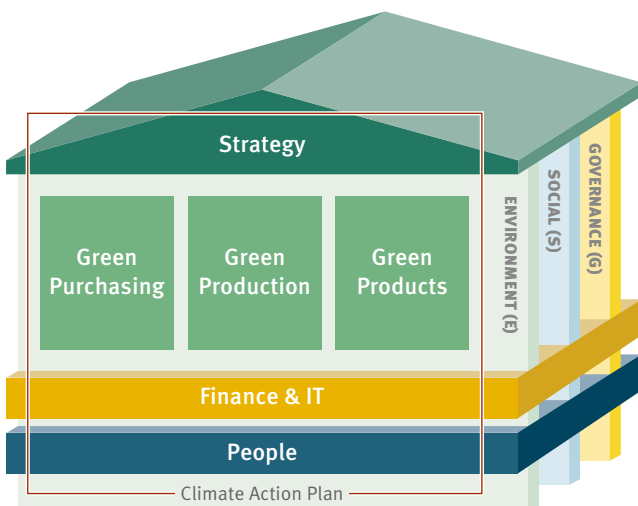 Strategy
Green
Purchasing
Green
Production
Green
Products
ENVIRONMENT (E)
SOCIAL (S)
GOVERNANCE (G)
Finance & IT
People
Climate Action Plan